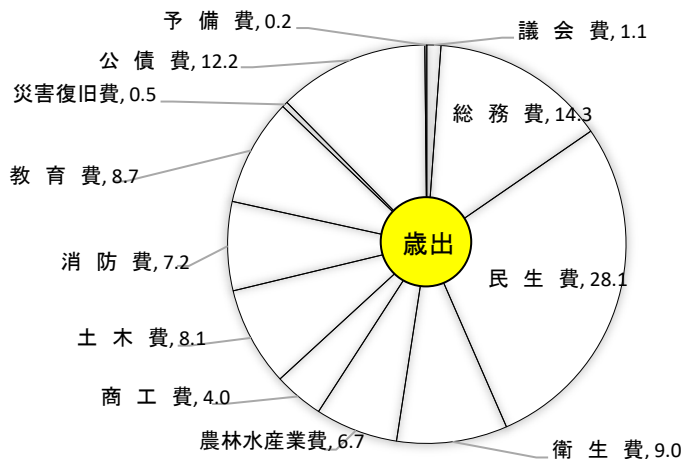 予 備 費, 0.2
議 会 費, 1.1
公 債 費, 12.2
災害復旧費, 0.5
総 務 費, 14.3
教 育 費, 8.7
歳出
消 防 費, 7.2
民 生 費, 28.1
土 木 費, 8.1
商 工 費, 4.0
農林水産業費, 6.7
衛 生 費, 9.0